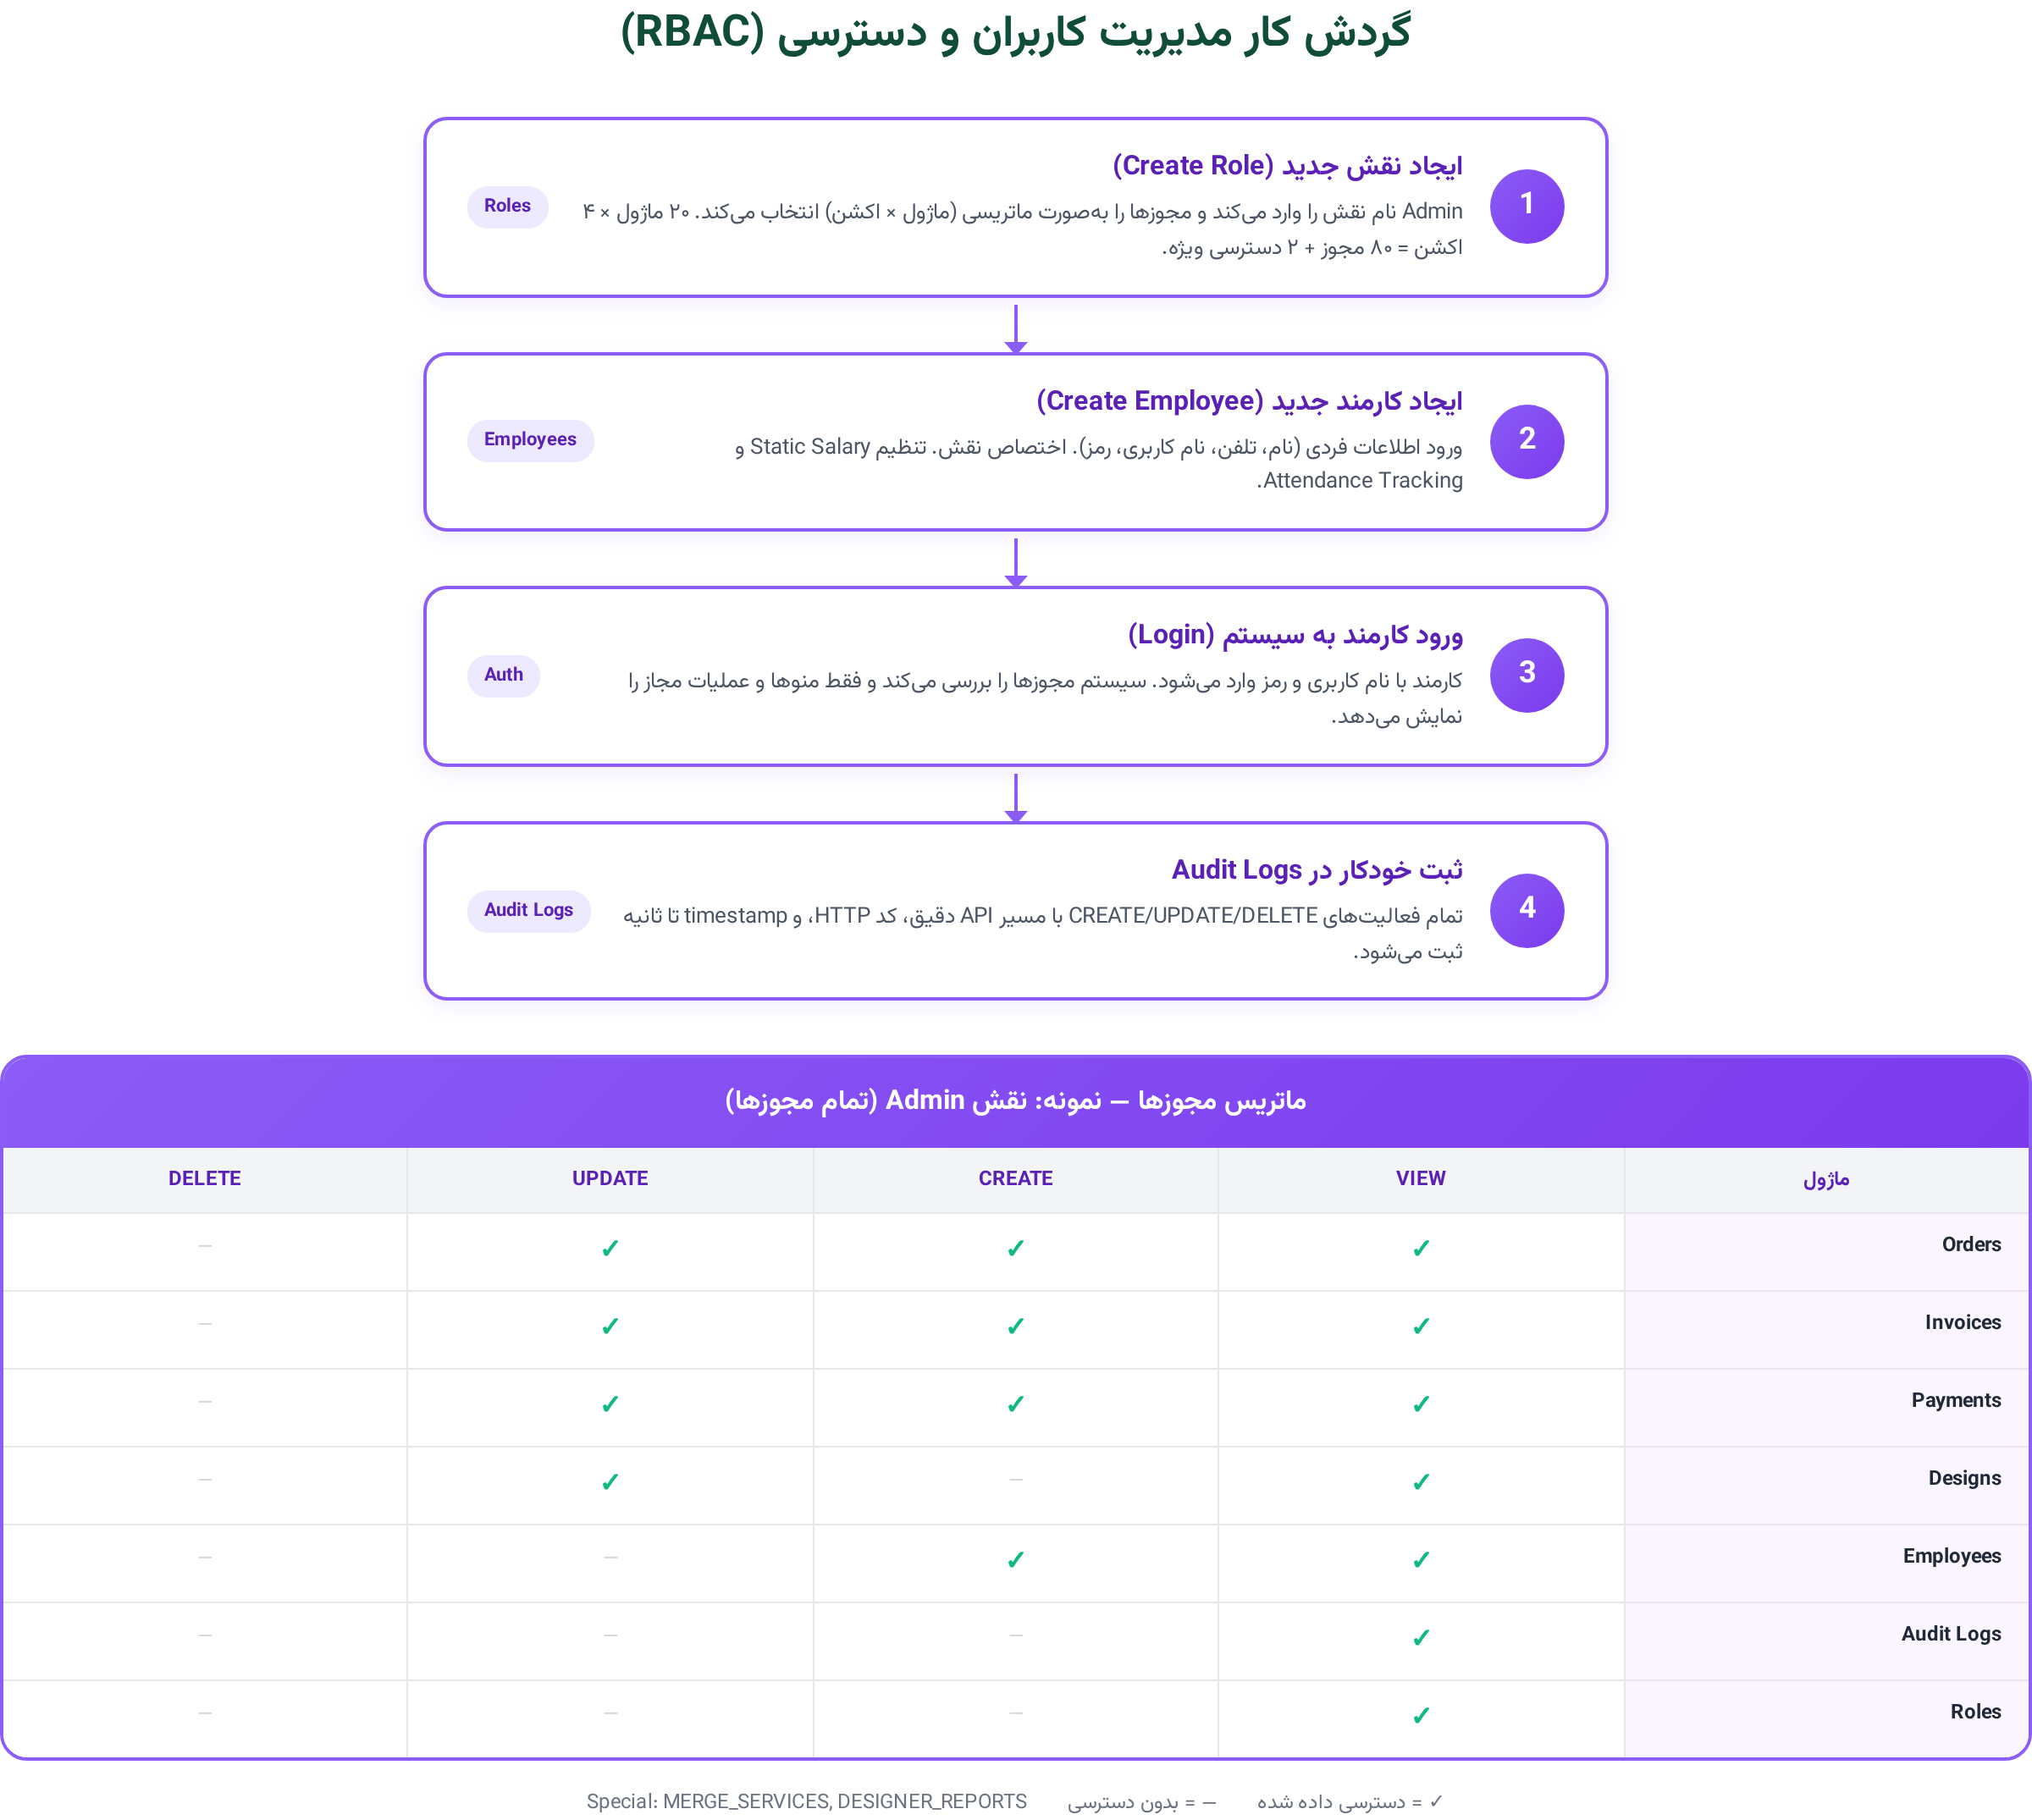 گردش کار مدیریت کاربران و دسترسی (RBAC)
1
ایجاد نقش جدید (Create Role)
Admin نام نقش را وارد می‌کند و مجوزها را به‌صورت ماتریسی (ماژول × اکشن) انتخاب می‌کند. ۲۰ ماژول × ۴
اکشن = ۸۰ مجوز + ۲ دسترسی ویژه.
Roles
2
ایجاد کارمند جدید (Create Employee)
ورود اطلاعات فردی (نام، تلفن، نام کاربری، رمز). اختصاص نقش. تنظیم Static Salary و
Attendance Tracking.
Employees
3
ورود کارمند به سیستم (Login)
کارمند با نام کاربری و رمز وارد می‌شود. سیستم مجوزها را بررسی می‌کند و فقط منوها و عملیات مجاز را
نمایش می‌دهد.
Auth
4
ثبت خودکار در Audit Logs
تمام فعالیت‌های CREATE/UPDATE/DELETE با مسیر API دقیق، کد HTTP، و timestamp تا ثانیه
ثبت می‌شود.
Audit Logs
ماتریس مجوزها — نمونه: نقش Admin (تمام مجوزها)
ماژول VIEW CREATE UPDATE DELETE
Orders ✓ ✓ ✓ —
Invoices ✓ ✓ ✓ —
Payments ✓ ✓ ✓ —
Designs ✓ — ✓ —
Employees ✓ ✓ — —
Audit Logs ✓ — — —
Roles ✓ — — —
✓ = دسترسی داده شده — = بدون دسترسی Special: MERGE_SERVICES, DESIGNER_REPORTS